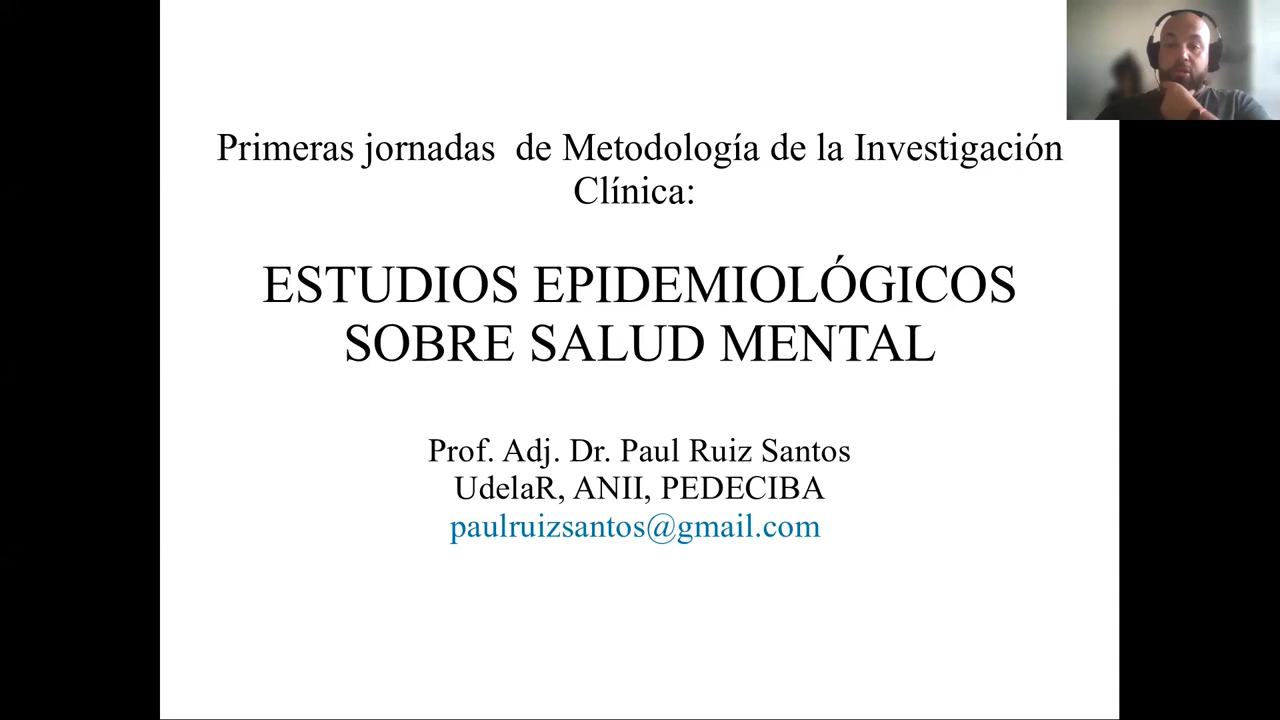 Primeras jornadas  de Metodología de la Investigación
Clínica:
ESTUDIOS EPIDEMIOLÓGICOS
SOBRE SALUD MENTAL
Prof. Adj. Dr. Paul Ruiz Santos
UdelaR, ANII, PEDECIBA
paulruizsantos@gmail.com